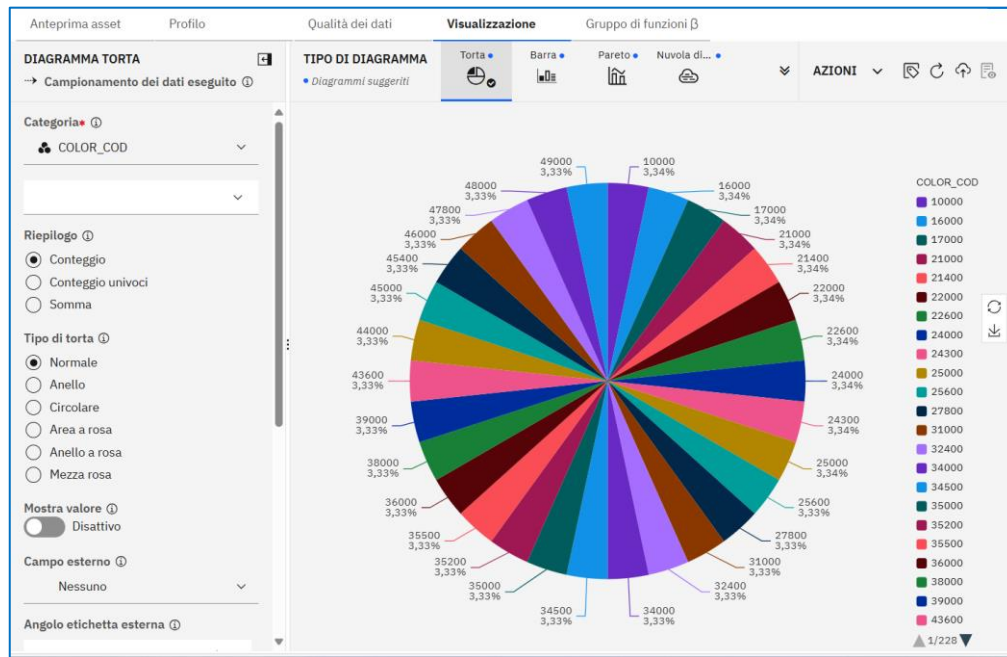 Anteprima asset
Profilo
Qualità dei dati
Visualizzazione
Gruppo di funzioni β
DIAGRAMMA TORTA
→ Campionamento dei dati eseguito
Categoria*
COLOR_COD
Riepilogo
Conteggio
Conteggio univoci
Somma
Tipo di torta
Normale
Anello
Circolare
Area a rosa
Anello a rosa
Mezza rosa
Mostra valore
Disattivo
Campo esterno
Nessuno
Angolo etichetta esterna
TIPO DI DIAGRAMMA
• Diagrammi suggeriti
Torta •
Barra •
Pareto •
Nuvola di... •
AZIONI
10000
3,34%
16000
3,34%
17000
3,34%
21000
3,34%
21400
3,34%
22000
3,34%
22600
3,34%
24000
3,34%
24300
3,34%
25000
3,34%
25600
3,33%
27800
3,33%
31000
3,33%
32400
3,33%
34000
3,33%
34500
3,33%
35000
3,33%
35200
3,33%
35500
3,33%
36000
3,33%
38000
3,33%
39000
3,33%
43600
3,33%
44000
3,33%
45000
3,33%
45400
3,33%
46000
3,33%
47800
3,33%
48000
3,33%
49000
3,33%
COLOR_COD
10000
16000
17000
21000
21400
22000
22600
24000
24300
25000
25600
27800
31000
32400
34000
34500
35000
35200
35500
36000
38000
39000
43600
1/228